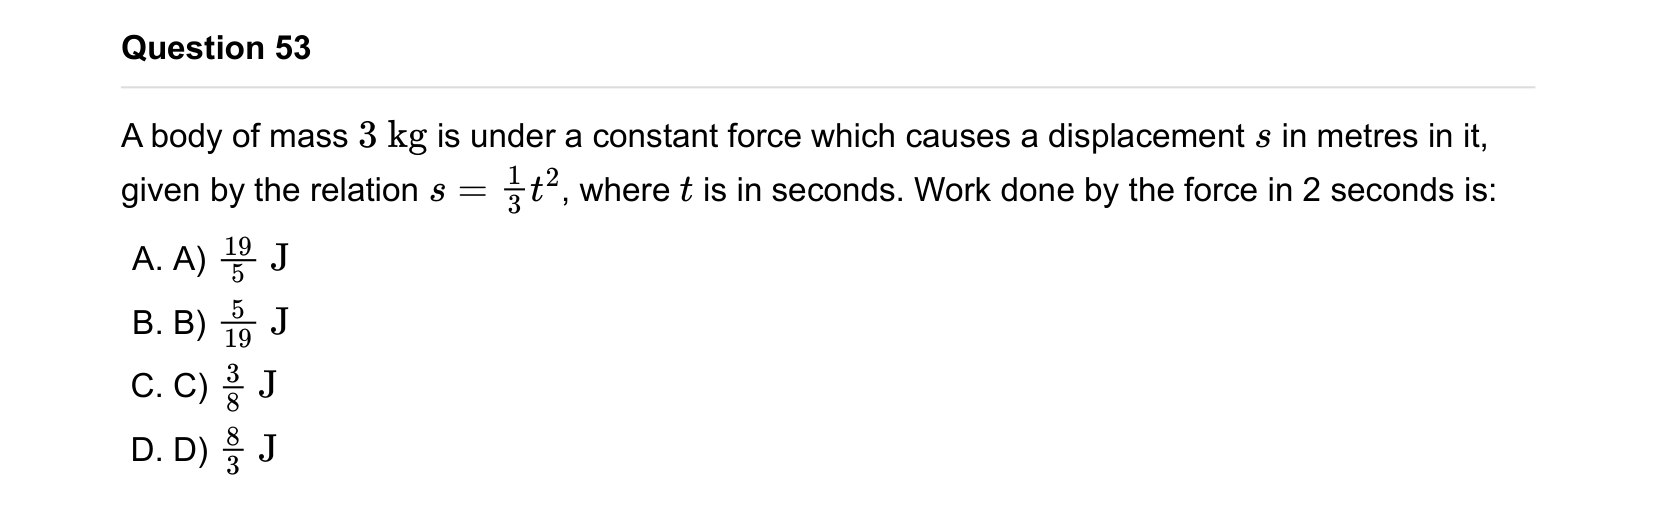 Question 53
A body of mass 3 kg is under a constant force which causes a displacement s in metres in it,
given by the relation s = \frac{1}{3}t^2, where t is in seconds. Work done by the force in 2 seconds is:
A. A) \frac{19}{5} J
B. B) \frac{5}{19} J
C. C) \frac{3}{8} J
D. D) \frac{8}{3} J